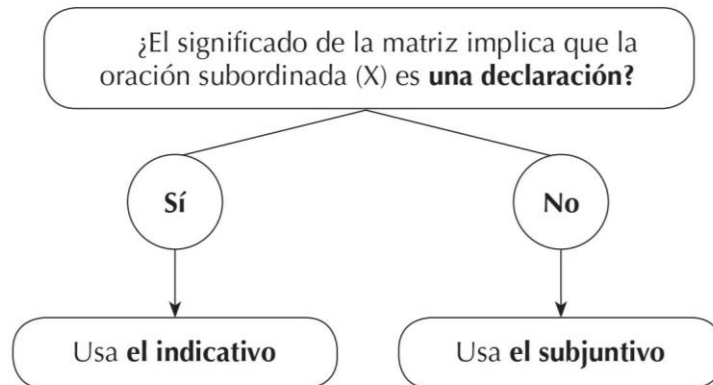 ¿El significado de la matriz implica que la
oración subordinada (X) es una declaración?
Sí
No
Usa el indicativo
Usa el subjuntivo